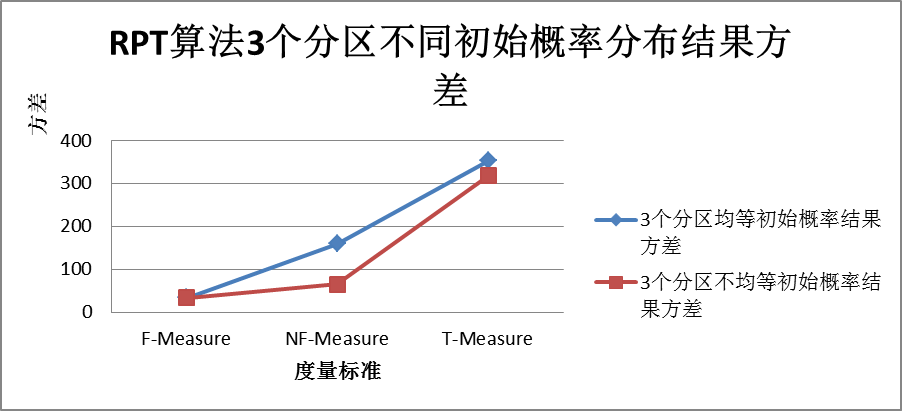 RPT算法3个分区不同初始概率分布结果方
差
方差
400
300
200
100
0
F-Measure NF-Measure T-Measure
度量标准
3个分区均等初始概率结果
方差
3个分区不均等初始概率结
果方差